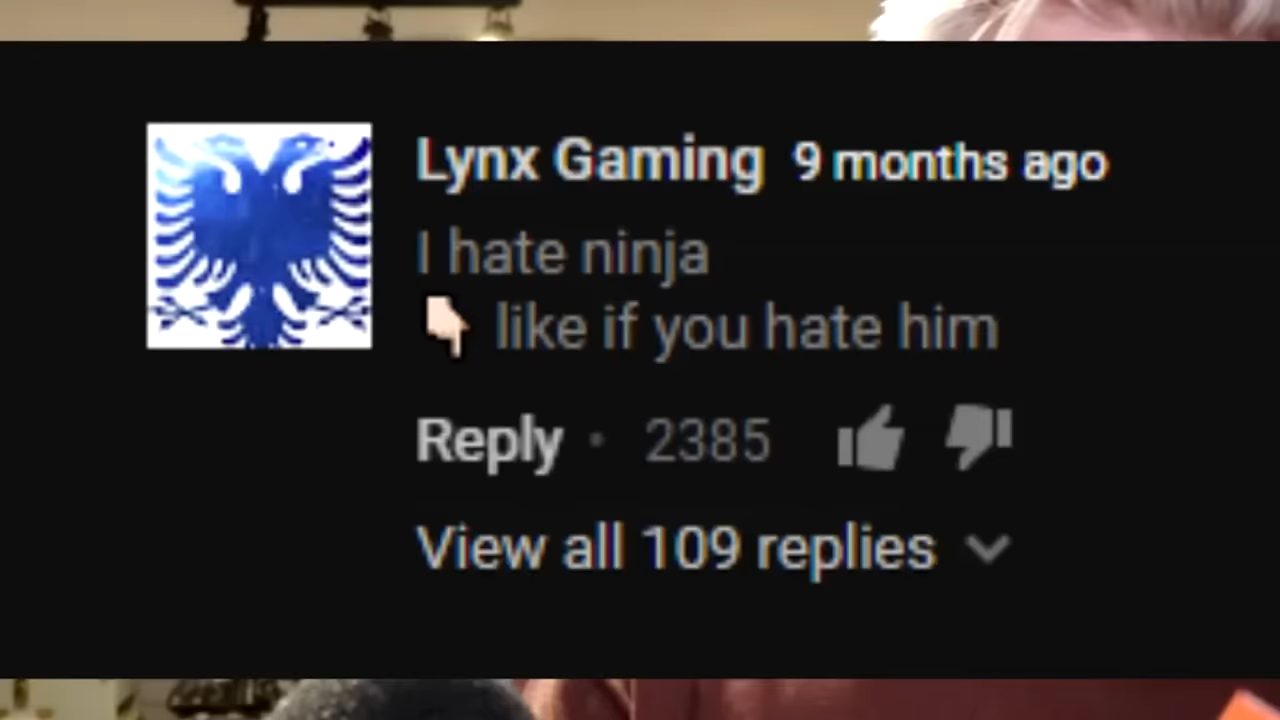 Lynx Gaming 9 months ago
I hate ninja
👇🏻 like if you hate him
Reply · 2385
View all 109 replies